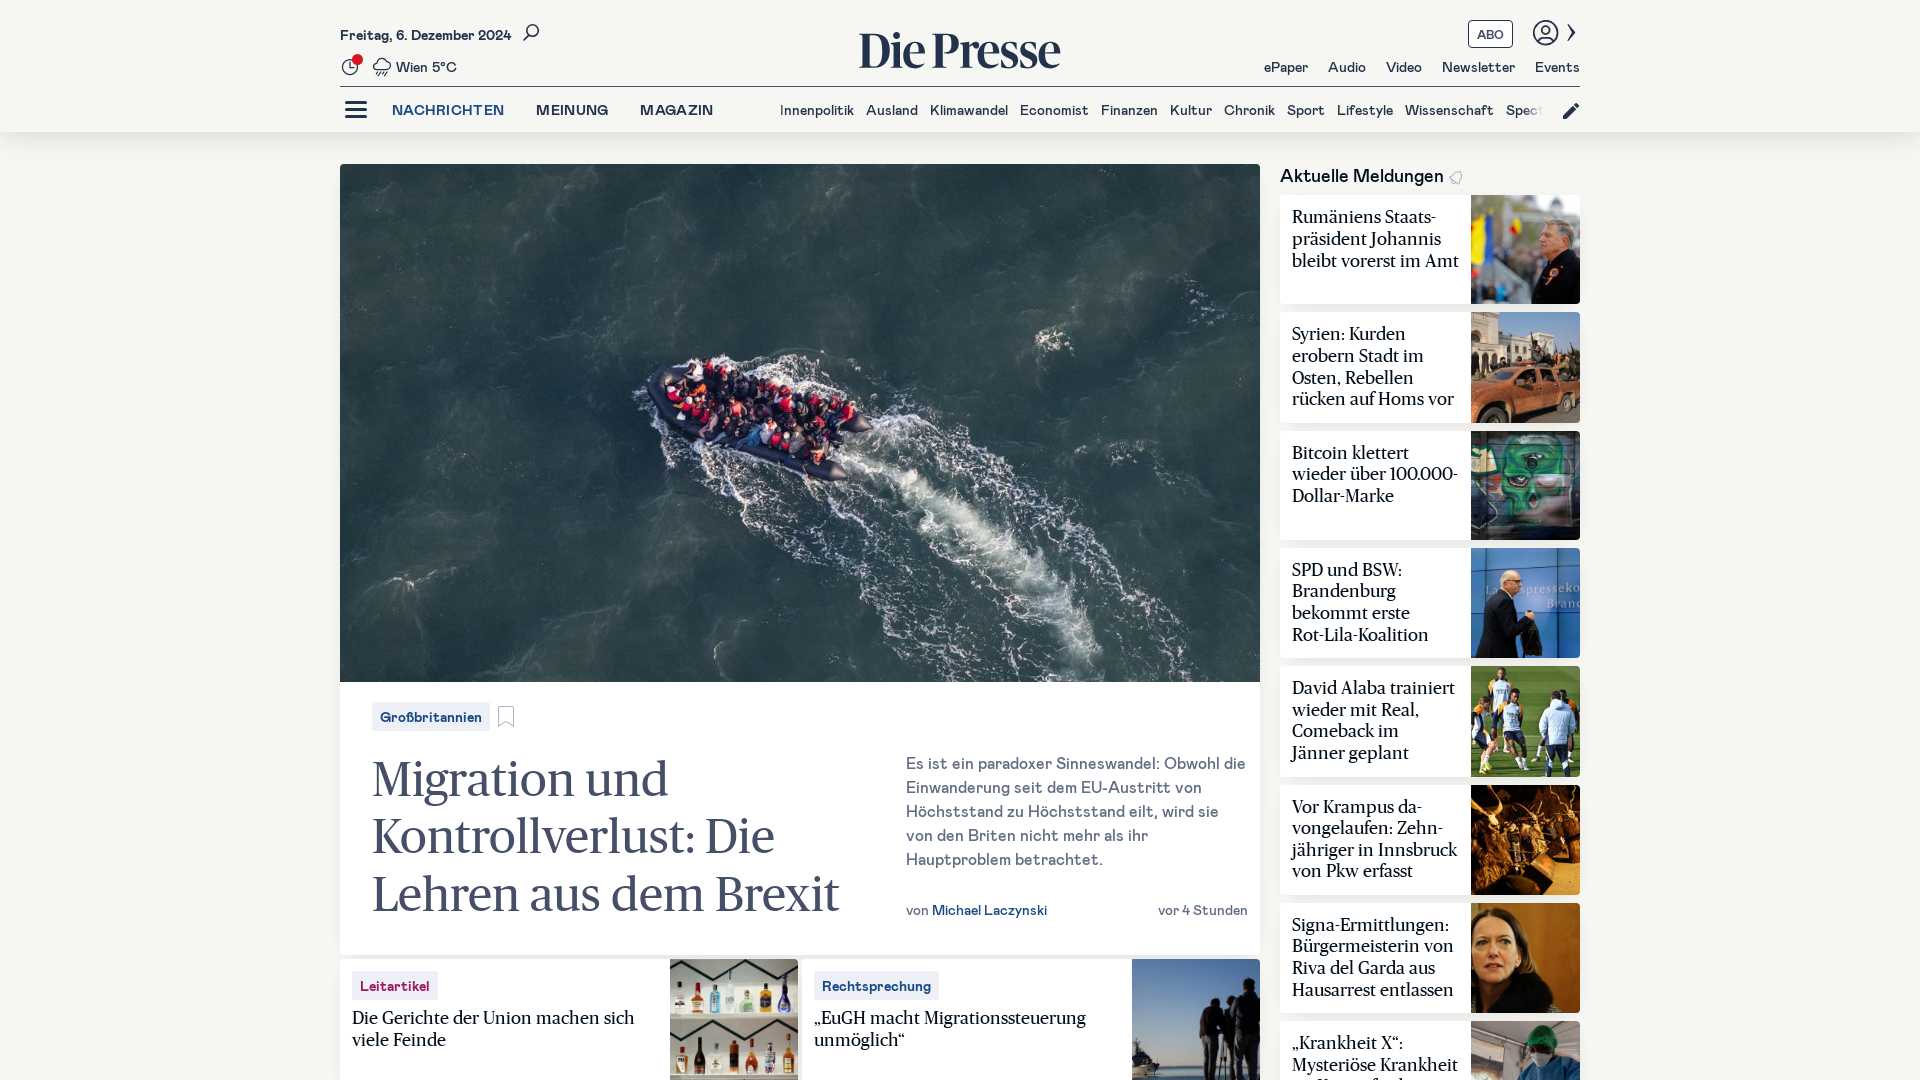 Freitag, 6. Dezember 2024
Wien 5°C
Die Presse
ABO
ePaper Audio Video Newsletter Events
NACHRICHTEN MEINUNG MAGAZIN
Innenpolitik Ausland Klimawandel Economist Finanzen Kultur Chronik Sport Lifestyle Wissenschaft Spect
Großbritannien
Migration und
Kontrollverlust: Die
Lehren aus dem Brexit
Es ist ein paradoxer Sinneswandel: Obwohl die
Einwanderung seit dem EU-Austritt von
Höchststand zu Höchststand eilt, wird sie
von den Briten nicht mehr als ihr
Hauptproblem betrachtet.
von Michael Laczynski
vor 4 Stunden
Leitartikel
Die Gerichte der Union machen sich
viele Feinde
Rechtsprechung
„EuGH macht Migrationssteuerung
unmöglich“
Aktuelle Meldungen
Rumäniens Staats-
präsident Johannis
bleibt vorerst im Amt
Syrien: Kurden
erobern Stadt im
Osten, Rebellen
rücken auf Homs vor
Bitcoin klettert
wieder über 100.000-
Dollar-Marke
SPD und BSW:
Brandenburg
bekommt erste
Rot-Lila-Koalition
David Alaba trainiert
wieder mit Real,
Comeback im
Jänner geplant
Vor Krampus da-
vongelaufen: Zehn-
jähriger in Innsbruck
von Pkw erfasst
Signa-Ermittlungen:
Bürgermeisterin von
Riva del Garda aus
Hausarrest entlassen
„Krankheit X“:
Mysteriöse Krankheit